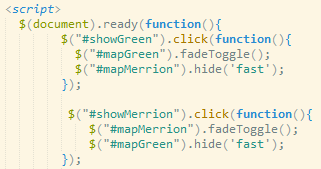 <script>
$(document).ready(function(){
$("#showGreen").click(function(){
$("#mapGreen").fadeToggle();
$("#mapMerrion").hide('fast');
});
$("#showMerrion").click(function(){
$("#mapMerrion").fadeToggle();
$("#mapGreen").hide('fast');
});